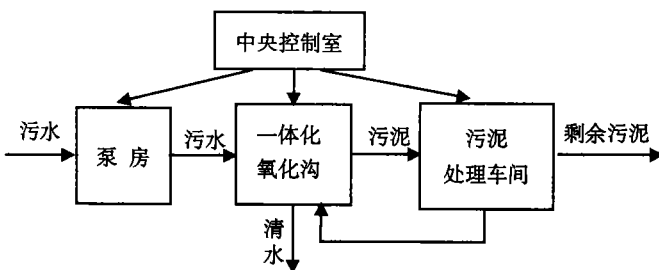 中央控制室
污水
泵 房
污水
一体化
氧化沟
污泥
污泥
处理车间
剩余污泥
清
水